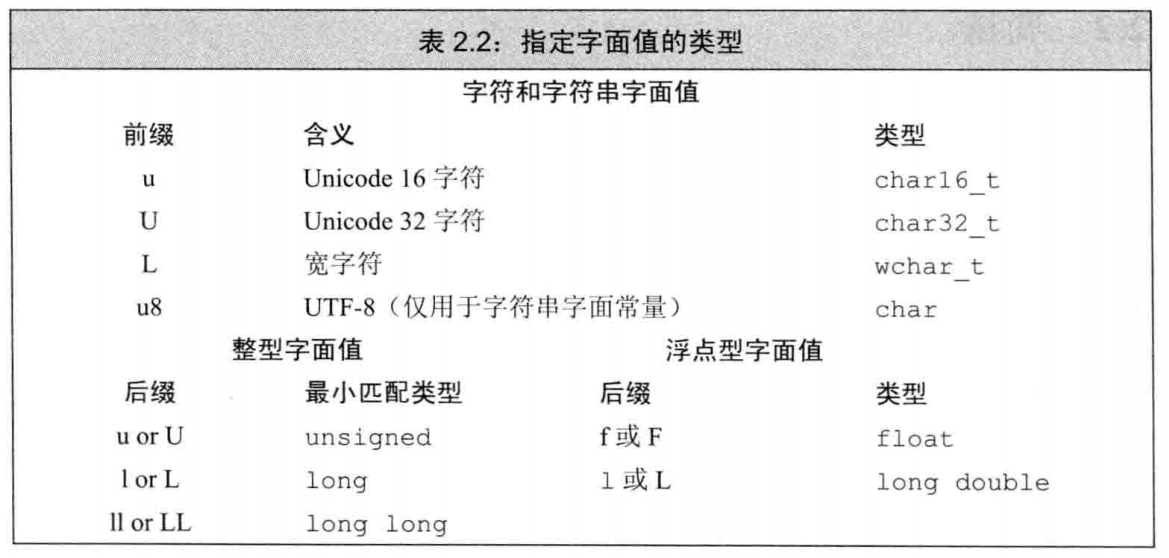 表 2.2：指定字面值的类型
字符和字符串字面值
前缀 含义 类型
u Unicode 16 字符 char16_t
U Unicode 32 字符 char32_t
L 宽字符 wchar_t
u8 UTF-8（仅用于字符串字面常量） char
整型字面值 浮点型字面值
后缀 最小匹配类型 后缀 类型
u or U unsigned f 或 F float
l or L long l 或 L long double
ll or LL long long